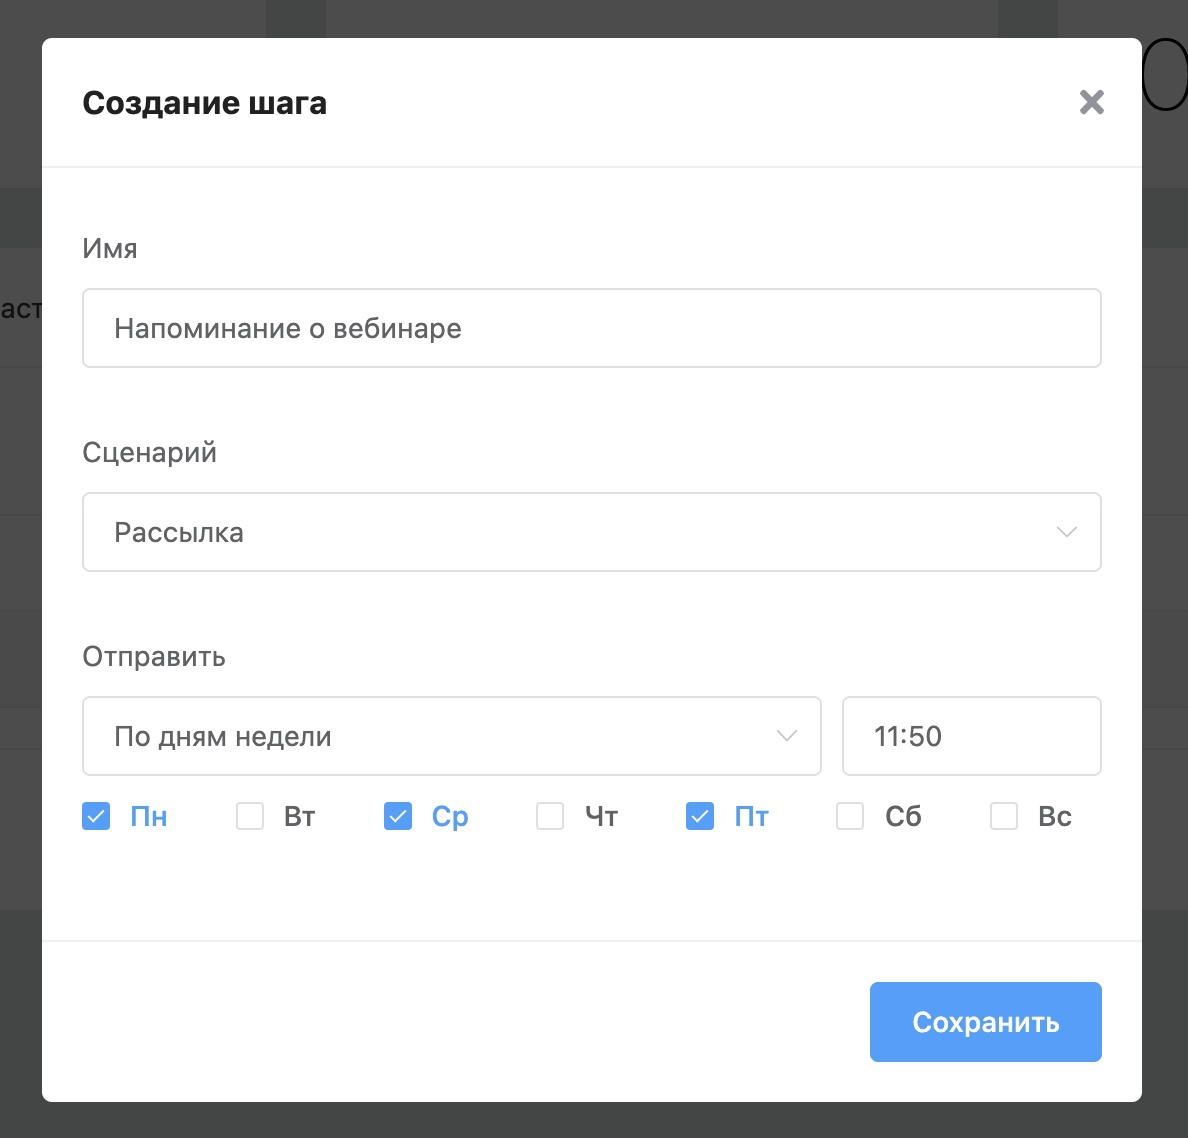 Создание шага
Имя
Напоминание о вебинаре
Сценарий
Рассылка
Отправить
По дням недели 11:50
Пн Вт Ср Чт Пт Сб Вс
Сохранить